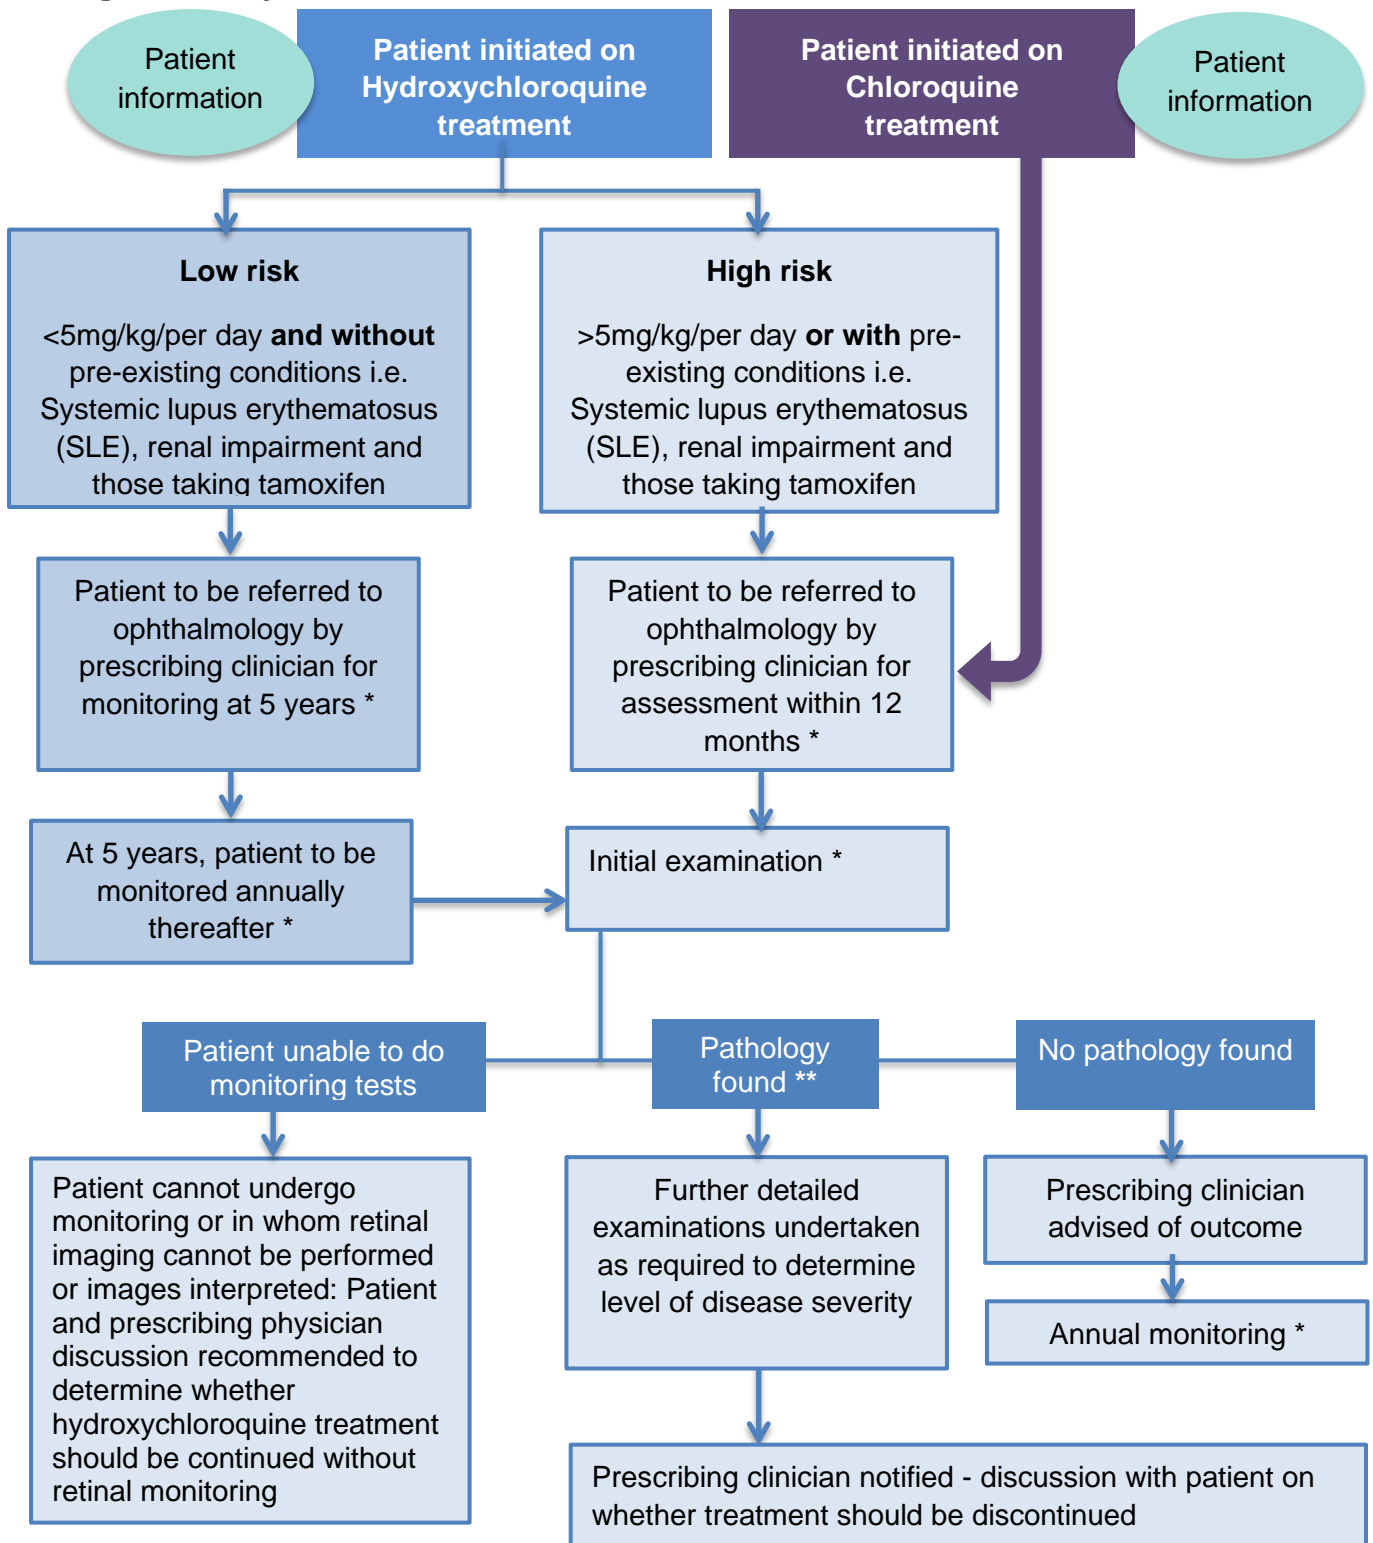 Patient
information
Patient initiated on
Hydroxychloroquine
treatment
Patient initiated on
Chloroquine
treatment
Patient
information
Low risk
<5mg/kg/per day and without
pre-existing conditions i.e.
Systemic lupus erythematosus
(SLE), renal impairment and
those taking tamoxifen
High risk
>5mg/kg/per day or with pre-
existing conditions i.e.
Systemic lupus erythematosus
(SLE), renal impairment and
those taking tamoxifen
Patient to be referred to
ophthalmology by
prescribing clinician for
monitoring at 5 years *
Patient to be referred to
ophthalmology by
prescribing clinician for
assessment within 12
months *
At 5 years, patient to be
monitored annually
thereafter *
Initial examination *
Patient unable to do
monitoring tests
Pathology
found **
No pathology found
Patient cannot undergo
monitoring or in whom retinal
imaging cannot be performed
or images interpreted: Patient
and prescribing physician
discussion recommended to
determine whether
hydroxychloroquine treatment
should be continued without
retinal monitoring
Further detailed
examinations undertaken
as required to determine
level of disease severity
Prescribing clinician
advised of outcome
Annual monitoring *
Prescribing clinician notified - discussion with patient on
whether treatment should be discontinued